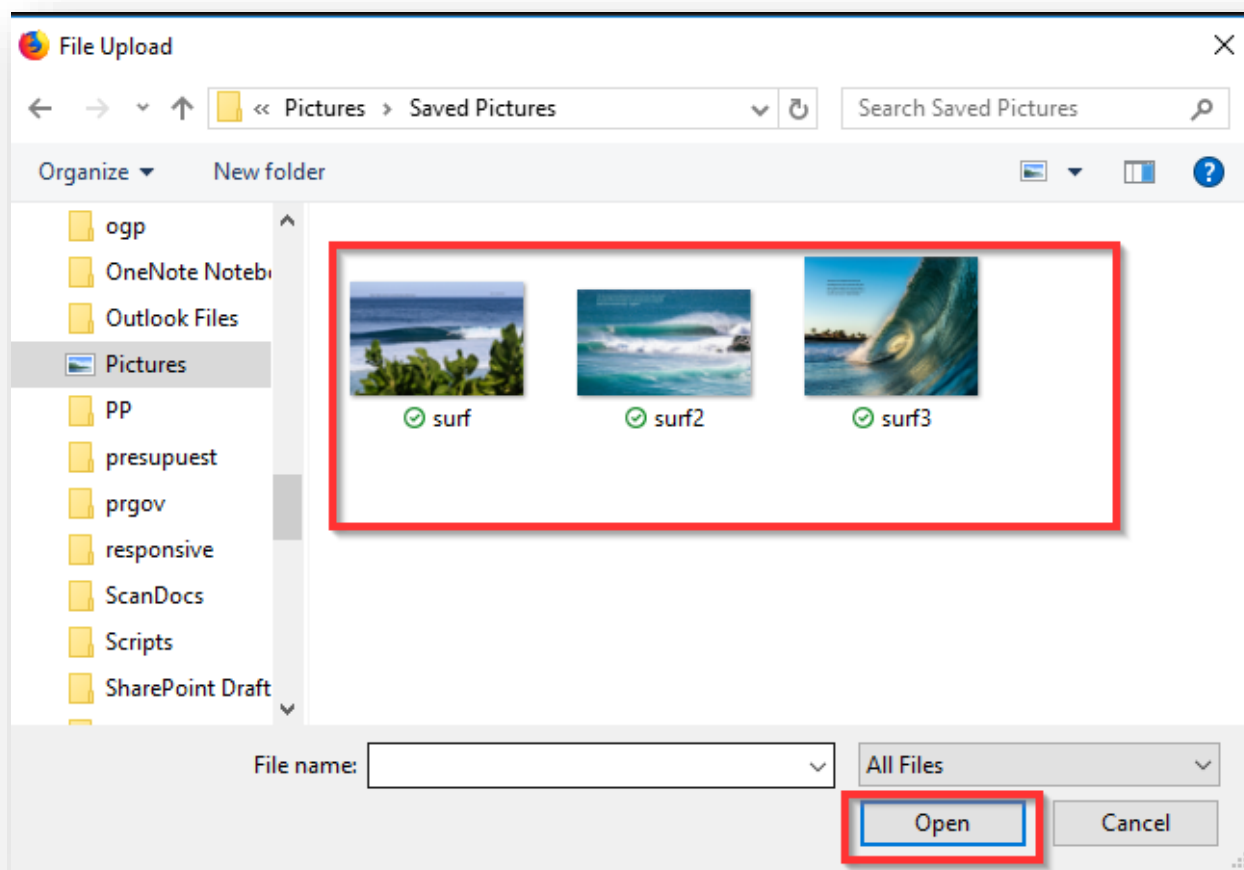 File Upload
« Pictures › Saved Pictures
Search Saved Pictures
Organize
New folder
?
ogp
OneNote Noteb
Outlook Files
Pictures
PP
presupuest
prgov
responsive
ScanDocs
Scripts
SharePoint Draft
surf
surf2
surf3
File name:
All Files
Open
Cancel